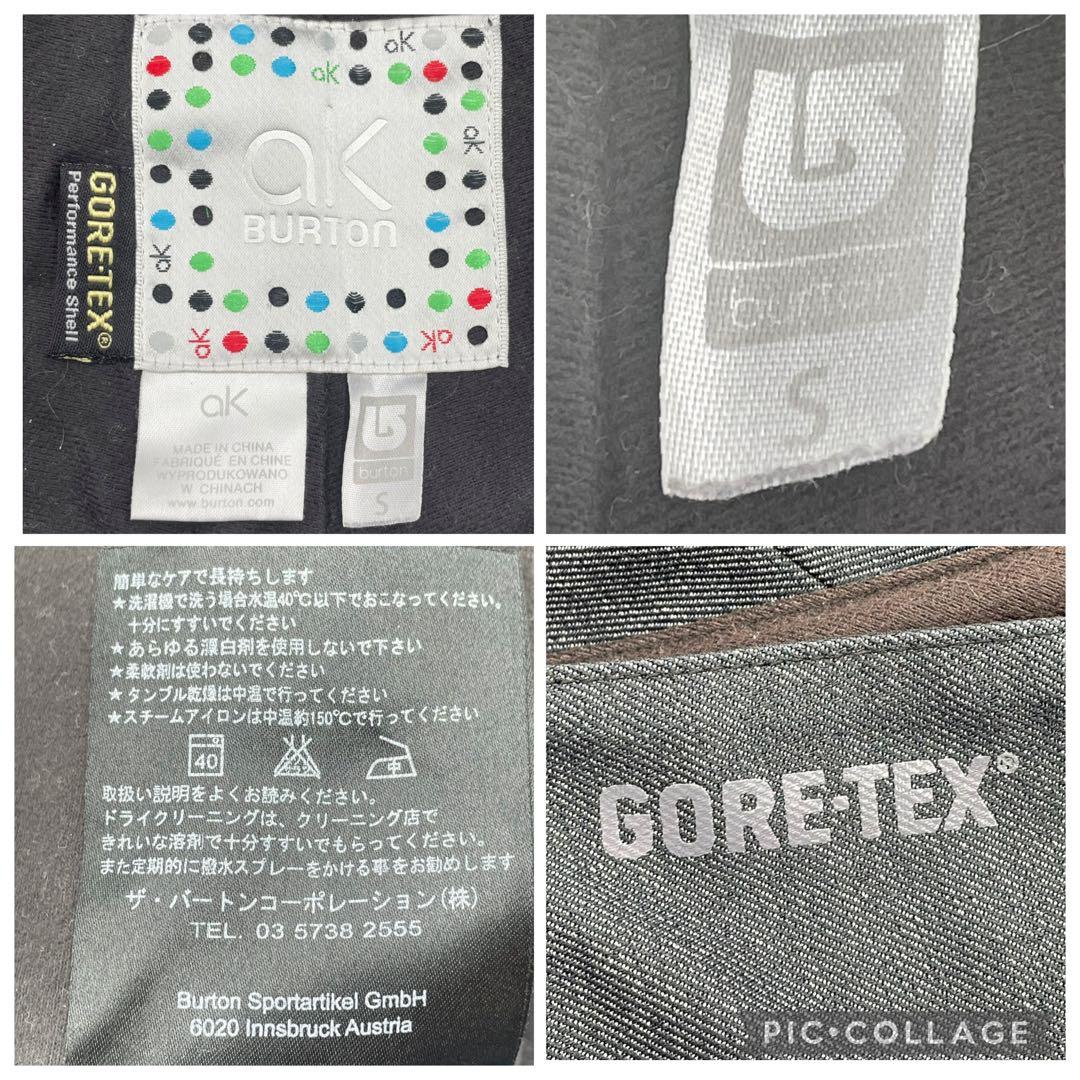 aK
aK
aK
aK
BURTON
aK
aK
aK
GORE-TEX®
Performance Shell
aK
MADE IN CHINA
FABRIQUÉ EN CHINE
WYPRODUKOWANO
W CHINACH
www.burton.com
burton
S
burton
S
簡単なケアで長持ちします
★洗濯機で洗う場合水温40℃以下でおこなってください。
十分にすすいでください
★あらゆる漂白剤を使用しないで下さい
★柔軟剤は使わないでください
★タンブル乾燥は中温で行ってください
★スチームアイロンは中温約150℃で行ってください
40
中
取扱い説明をよくお読みください。
ドライクリーニングは、クリーニング店で
きれいな溶剤で十分すすいでもらってください。
また定期的に撥水スプレーをかける事をお勧めします
ザ・バートンコーポレーション(株)
TEL. 03 5738 2555
Burton Sportartikel GmbH
6020 Innsbruck Austria
GORE-TEX®
PIC•COLLAGE